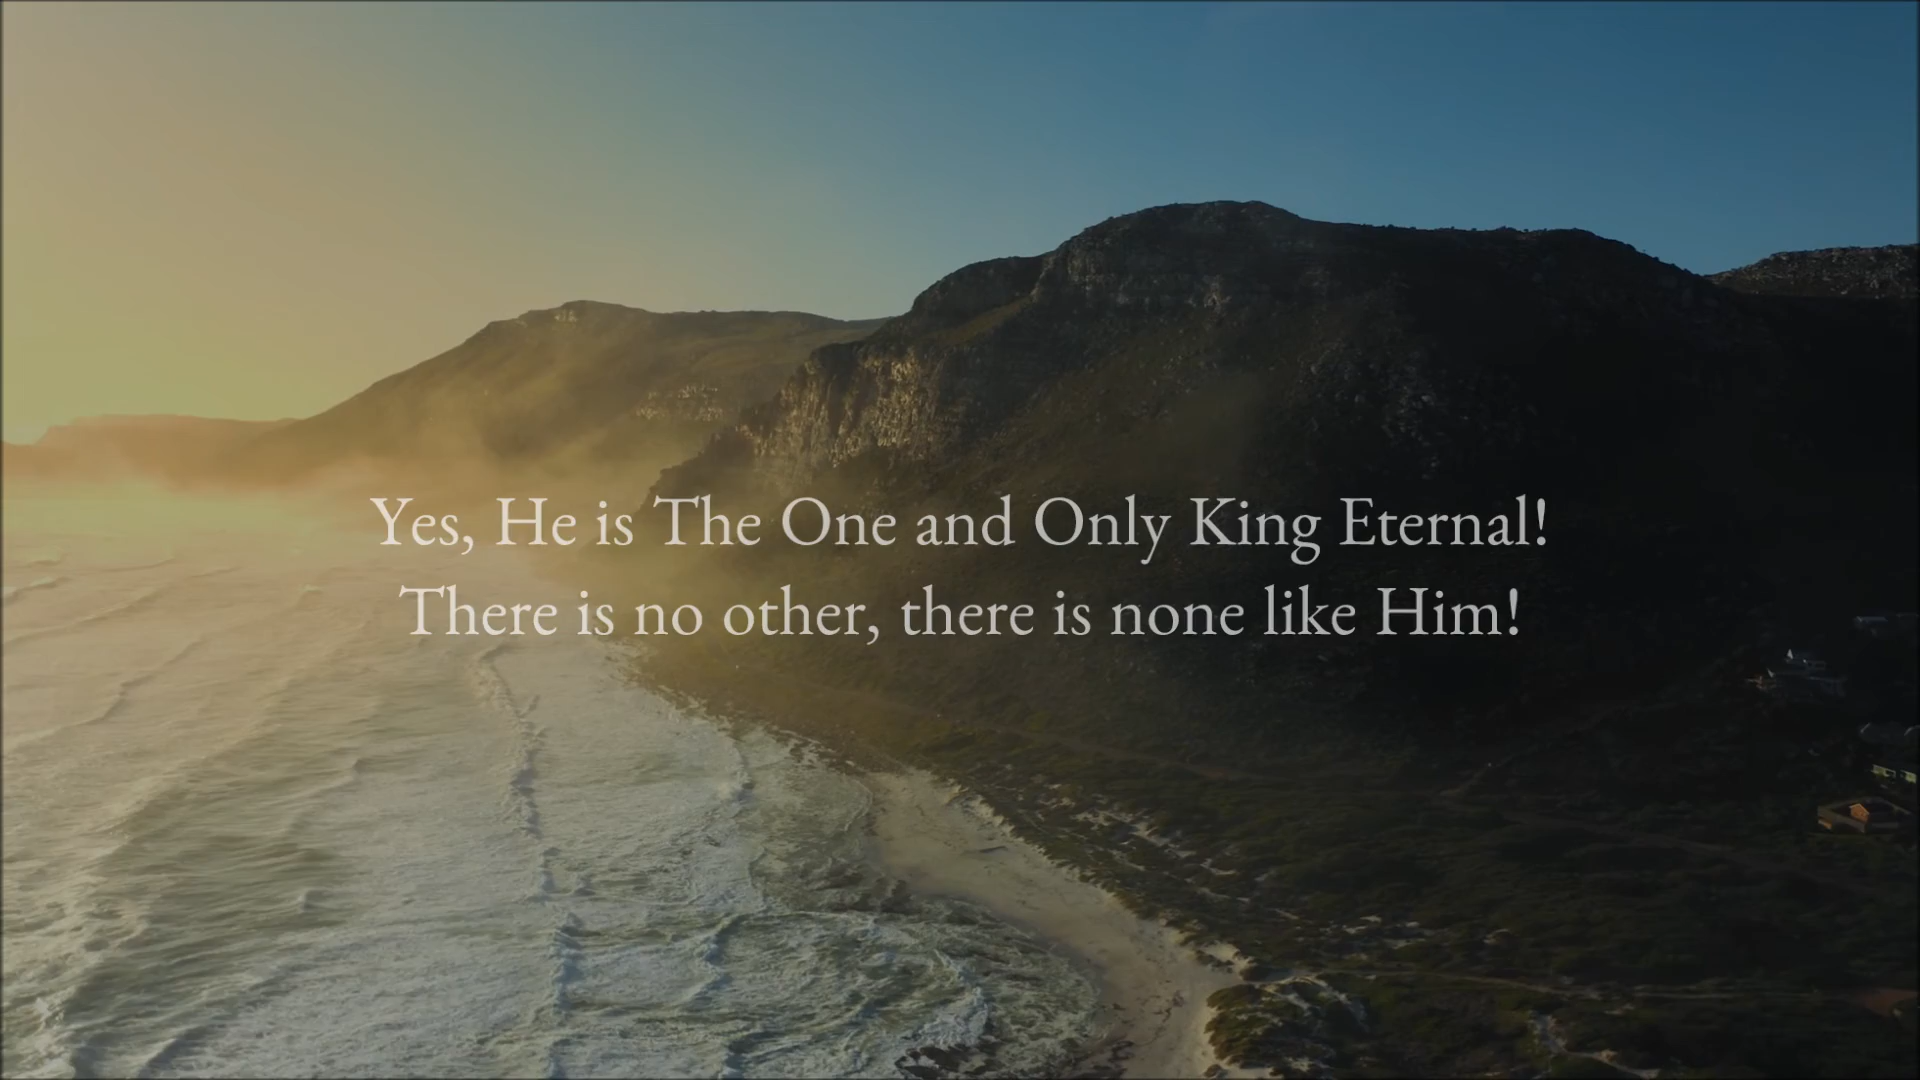 Yes, He is The One and Only King Eternal!
There is no other, there is none like Him!